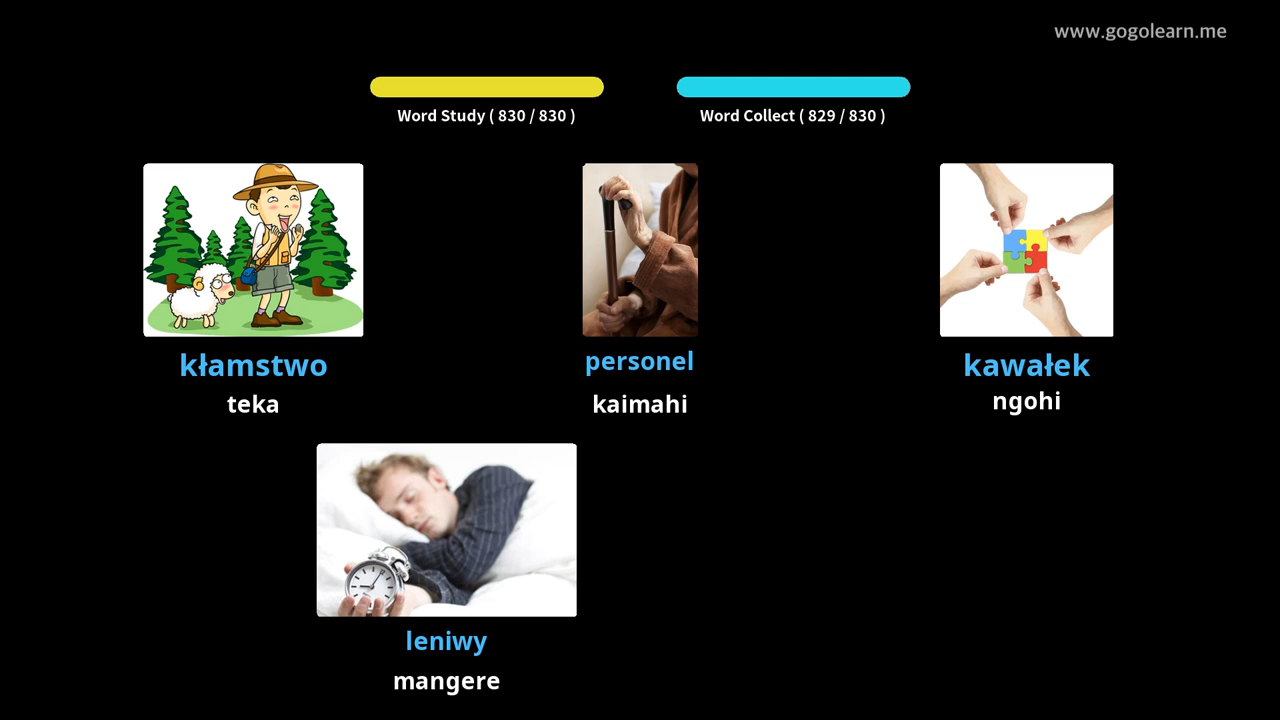 www.gogolearn.me
Word Study ( 830 / 830 )
Word Collect ( 829 / 830 )
kłamstwo
teka
personel
kaimahi
kawałek
ngohi
leniwy
mangere